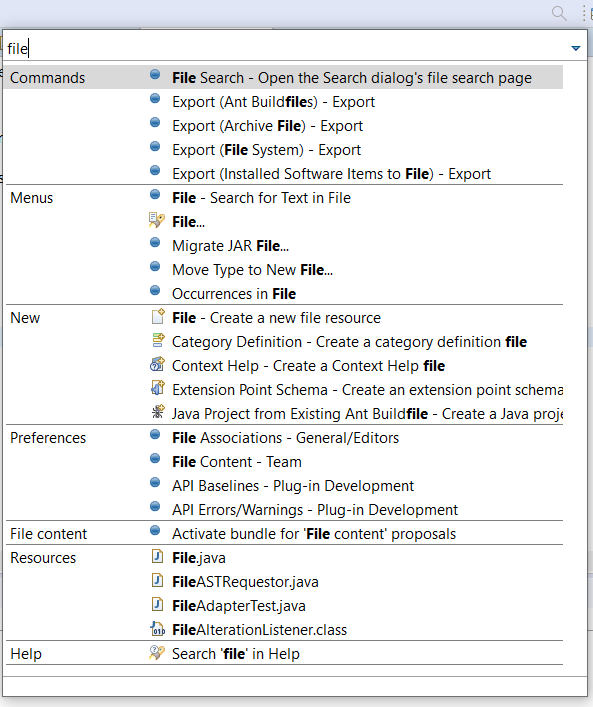 file
Commands File Search - Open the Search dialog's file search page
Export (Ant Buildfiles) - Export
Export (Archive File) - Export
Export (File System) - Export
Export (Installed Software Items to File) - Export
Menus File - Search for Text in File
File...
Migrate JAR File...
Move Type to New File...
Occurrences in File
New File - Create a new file resource
Category Definition - Create a category definition file
Context Help - Create a Context Help file
Extension Point Schema - Create an extension point schema
Java Project from Existing Ant Buildfile - Create a Java proje
Preferences File Associations - General/Editors
File Content - Team
API Baselines - Plug-in Development
API Errors/Warnings - Plug-in Development
File content Activate bundle for 'File content' proposals
Resources File.java
FileASTRequestor.java
FileAdapterTest.java
FileAlterationListener.class
Help Search 'file' in Help